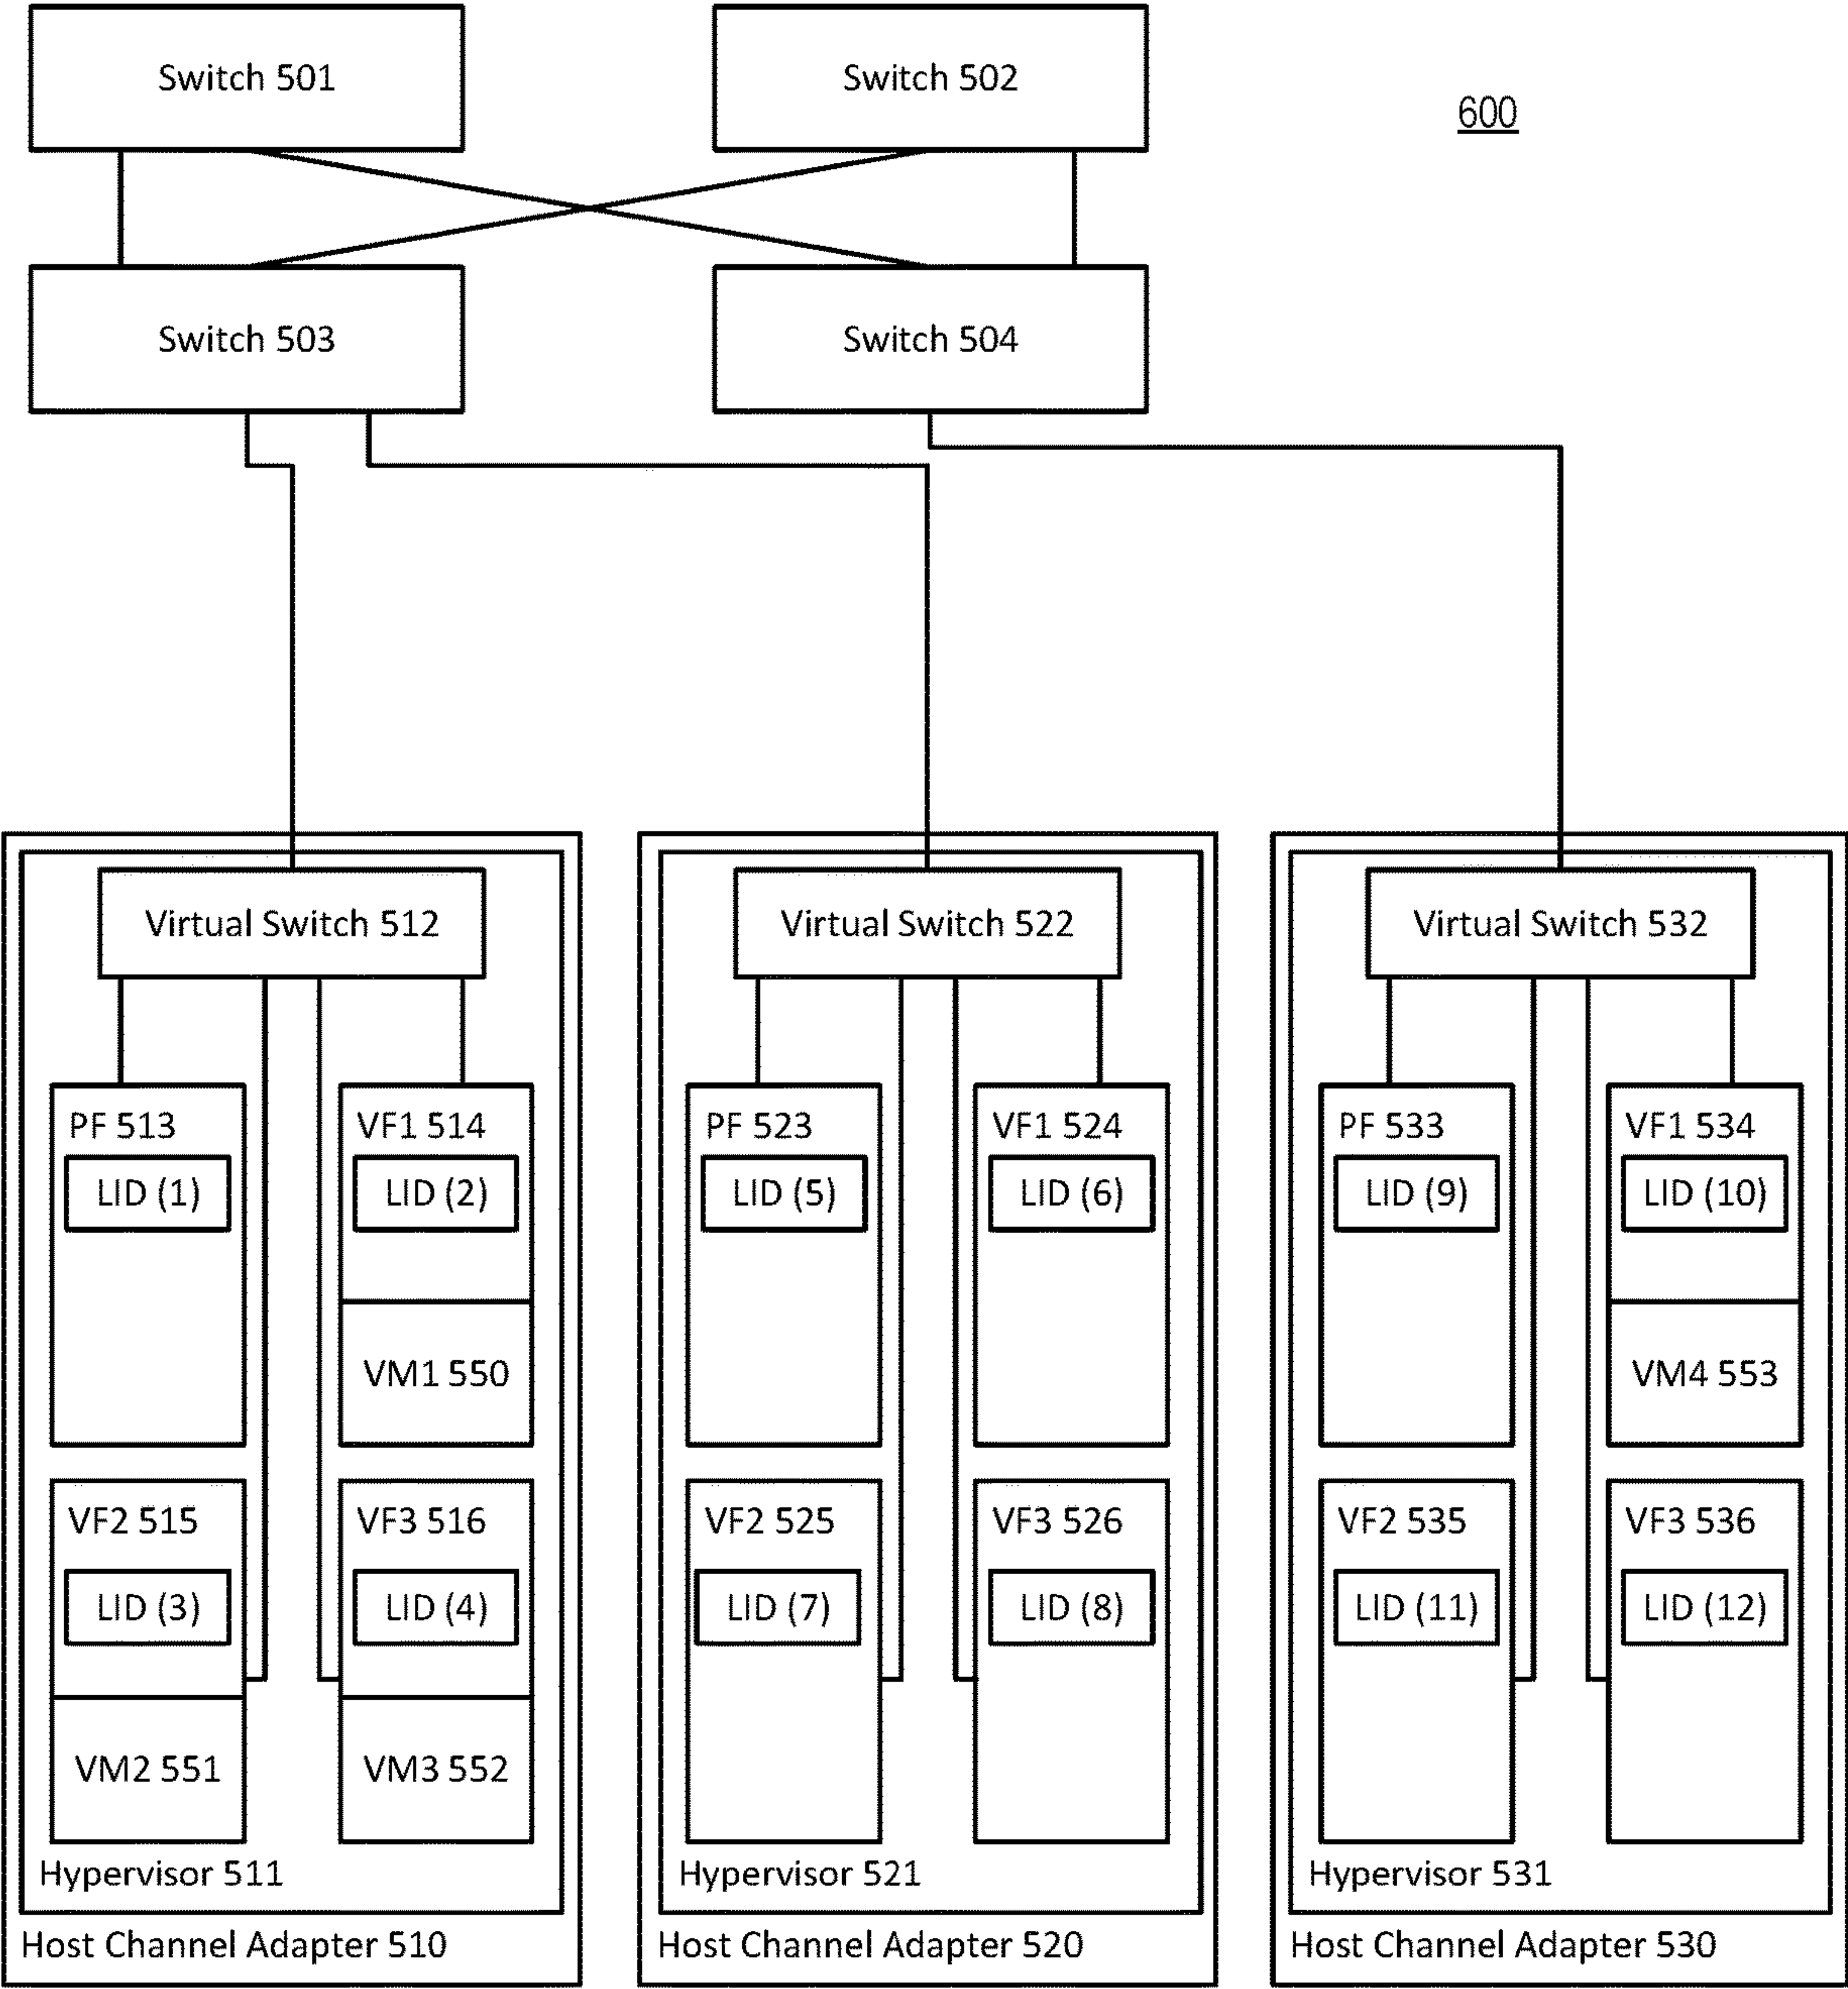 Switch 501
Switch 502
600
Switch 503
Switch 504
Virtual Switch 512
Virtual Switch 522
Virtual Switch 532
PF 513
LID (1)
VF1 514
LID (2)
VM1 550
VF2 515
LID (3)
VM2 551
VF3 516
LID (4)
VM3 552
Hypervisor 511
Host Channel Adapter 510
PF 523
LID (5)
VF1 524
LID (6)
VF2 525
LID (7)
VF3 526
LID (8)
Hypervisor 521
Host Channel Adapter 520
PF 533
LID (9)
VF1 534
LID (10)
VM4 553
VF2 535
LID (11)
VF3 536
LID (12)
Hypervisor 531
Host Channel Adapter 530